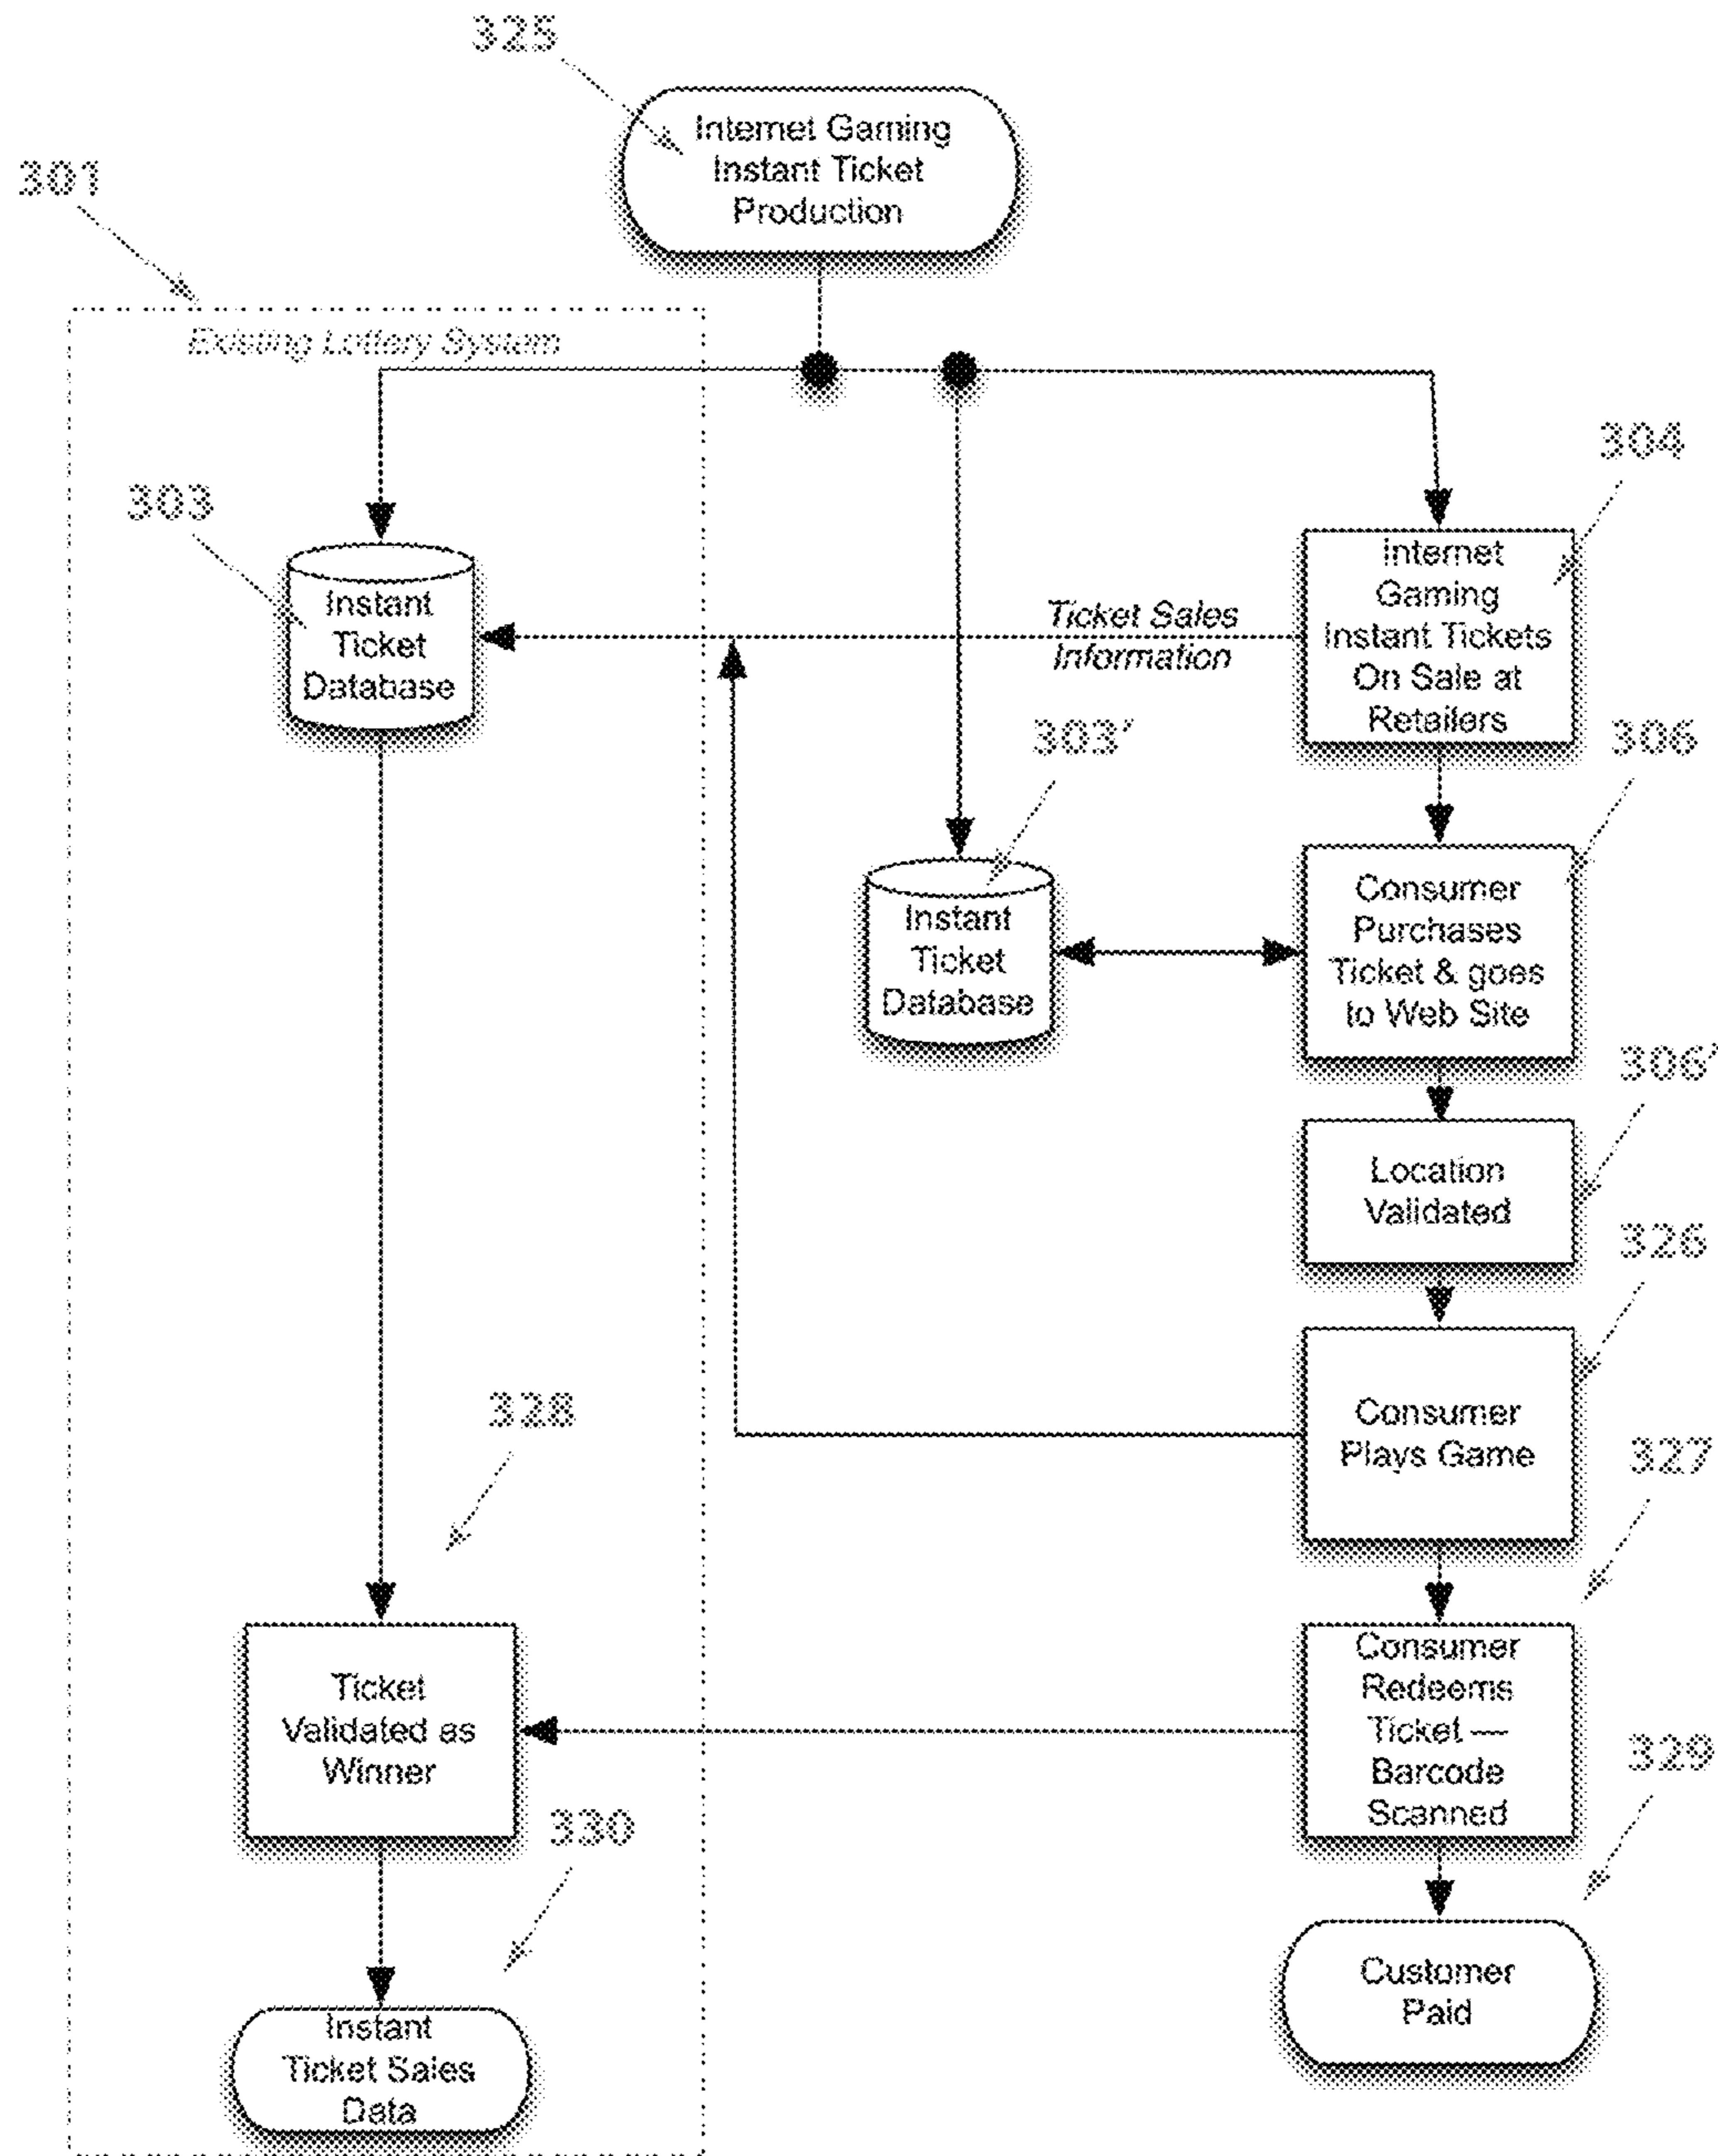 325
Internet Gaming
Instant Ticket
Production
301
Existing Lottery System
304
303
Internet
Gaming
Instant Tickets
On Sale at
Retailers
Instant
Ticket
Database
Ticket Sales
Information
303'
306
Instant
Ticket
Database
Consumer
Purchases
Ticket & goes
to Web Site
306'
Location
Validated
326
328
Consumer
Plays Game
327
Ticket
Validated as
Winner
Consumer
Redeems
Ticket —
Barcode
Scanned
329
330
Customer
Paid
Instant
Ticket Sales
Data